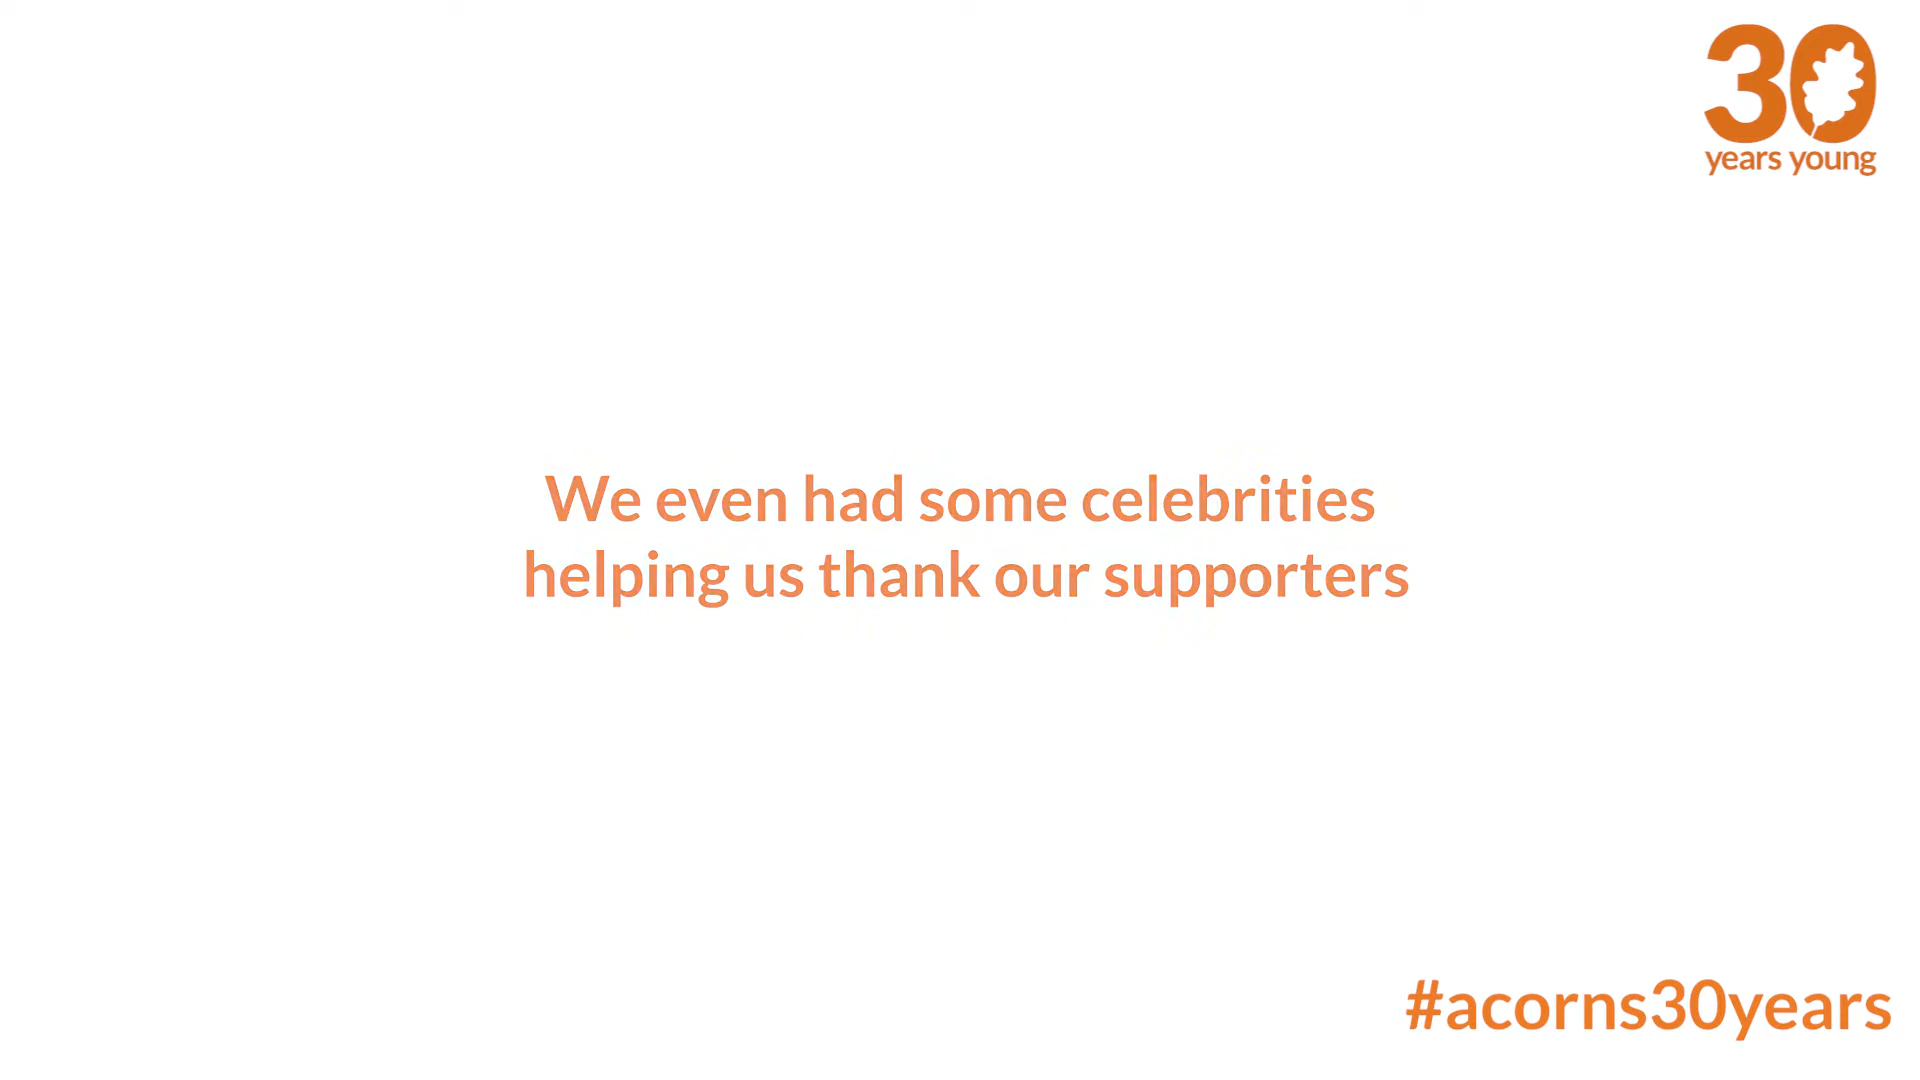 30
years young
We even had some celebrities
helping us thank our supporters
#acorns30years